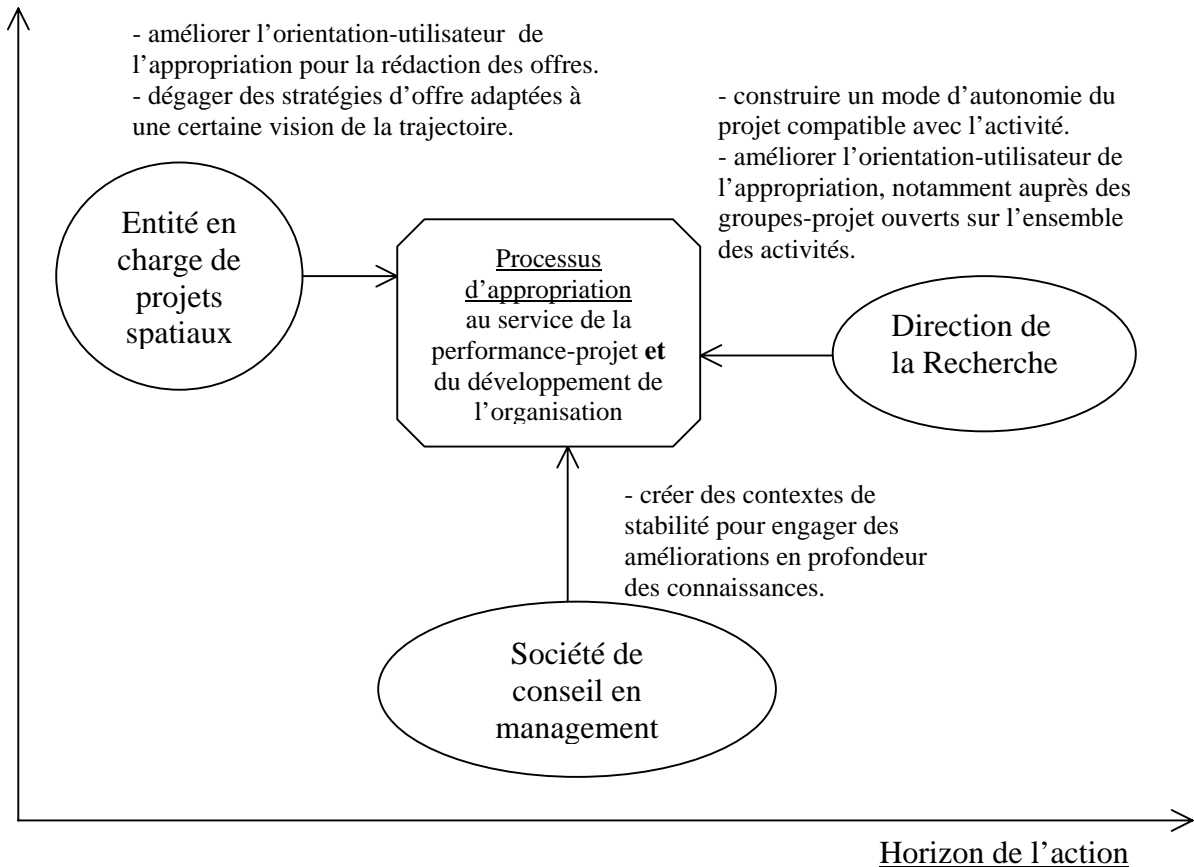 - améliorer l’orientation-utilisateur de
l’appropriation pour la rédaction des offres.
- dégager des stratégies d’offre adaptées à
une certaine vision de la trajectoire.
- construire un mode d’autonomie du
projet compatible avec l’activité.
- améliorer l’orientation-utilisateur de
l’appropriation, notamment auprès des
groupes-projet ouverts sur l’ensemble
des activités.
Entité en
charge de
projets
spatiaux
Processus
d’appropriation
au service de la
performance-projet et
du développement de
l’organisation
Direction de
la Recherche
- créer des contextes de
stabilité pour engager des
améliorations en profondeur
des connaissances.
Société de
conseil en
management
Horizon de l’action